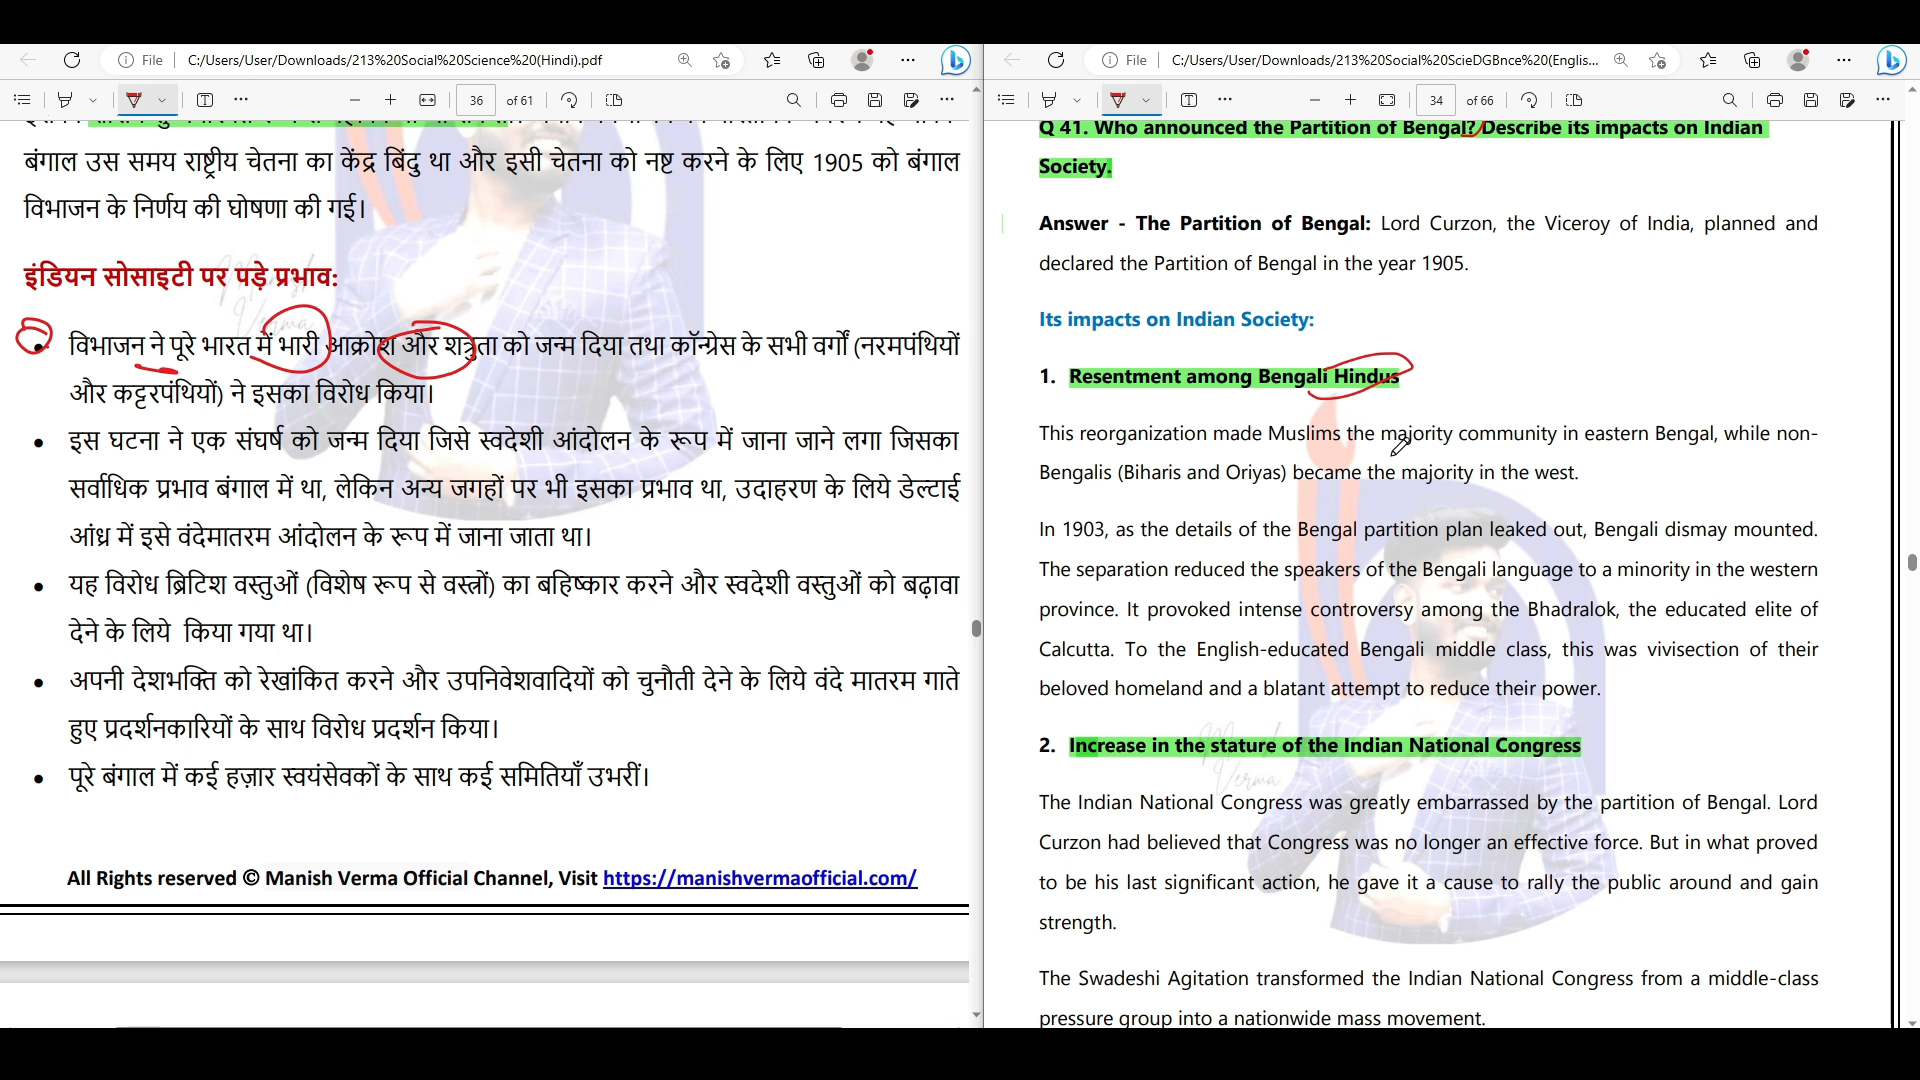 File
C:/Users/User/Downloads/213%20Social%20Science%20(Hindi).pdf
36 of 61
बंगाल उस समय राष्ट्रीय चेतना का केंद्र बिंदु था और इसी चेतना को नष्ट करने के लिए 1905 को बंगाल
विभाजन के निर्णय की घोषणा की गई।
इंडियन सोसाइटी पर पड़े प्रभाव:
• विभाजन ने पूरे भारत में भारी आक्रोश और शत्रुता को जन्म दिया तथा कॉन्ग्रेस के सभी वर्गों (नरमपंथियों
और कट्टरपंथियों) ने इसका विरोध किया।
• इस घटना ने एक संघर्ष को जन्म दिया जिसे स्वदेशी आंदोलन के रूप में जाना जाने लगा जिसका
सर्वाधिक प्रभाव बंगाल में था, लेकिन अन्य जगहों पर भी इसका प्रभाव था, उदाहरण के लिये डेल्टाई
आंध्र में इसे वंदेमातरम आंदोलन के रूप में जाना जाता था।
• यह विरोध ब्रिटिश वस्तुओं (विशेष रूप से वस्त्रों) का बहिष्कार करने और स्वदेशी वस्तुओं को बढ़ावा
देने के लिये किया गया था।
• अपनी देशभक्ति को रेखांकित करने और उपनिवेशवादियों को चुनौती देने के लिये वंदे मातरम गाते
हुए प्रदर्शनकारियों के साथ विरोध प्रदर्शन किया।
• पूरे बंगाल में कई हज़ार स्वयंसेवकों के साथ कई समितियाँ उभरीं।
All Rights reserved © Manish Verma Official Channel, Visit https://manishvermaofficial.com/
File
C:/Users/User/Downloads/213%20Social%20ScieDGBnce%20(Englis...
34 of 66
Q 41. Who announced the Partition of Bengal? Describe its impacts on Indian
Society.
Answer - The Partition of Bengal: Lord Curzon, the Viceroy of India, planned and
declared the Partition of Bengal in the year 1905.
Its impacts on Indian Society:
1. Resentment among Bengali Hindus
This reorganization made Muslims the majority community in eastern Bengal, while non-
Bengalis (Biharis and Oriyas) became the majority in the west.
In 1903, as the details of the Bengal partition plan leaked out, Bengali dismay mounted.
The separation reduced the speakers of the Bengali language to a minority in the western
province. It provoked intense controversy among the Bhadralok, the educated elite of
Calcutta. To the English-educated Bengali middle class, this was vivisection of their
beloved homeland and a blatant attempt to reduce their power.
2. Increase in the stature of the Indian National Congress
Manish
Verma
The Indian National Congress was greatly embarrassed by the partition of Bengal. Lord
Curzon had believed that Congress was no longer an effective force. But in what proved
to be his last significant action, he gave it a cause to rally the public around and gain
strength.
The Swadeshi Agitation transformed the Indian National Congress from a middle-class
pressure group into a nationwide mass movement.